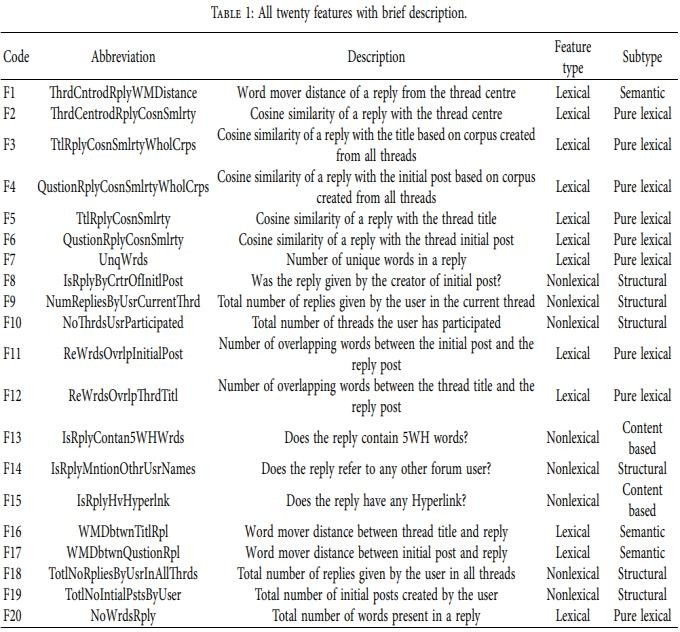 TABLE 1: All twenty features with brief description.
Code Abbreviation Description Feature type Subtype
F1 ThrdCntrodRplyWMDistance Word mover distance of a reply from the thread centre Lexical Semantic
F2 ThrdCentrodRplyCosnSmlrty Cosine similarity of a reply with the thread centre Lexical Pure lexical
F3 TtlRplyCosnSmlrtyWholCrps Cosine similarity of a reply with the title based on corpus created from all threads Lexical Pure lexical
F4 QustionRplyCosnSmlrtyWholCrps Cosine similarity of a reply with the initial post based on corpus created from all threads Lexical Pure lexical
F5 TtlRplyCosnSmlrty Cosine similarity of a reply with the thread title Lexical Pure lexical
F6 QustionRplyCosnSmlrty Cosine similarity of a reply with the thread initial post Lexical Pure lexical
F7 UnqWrds Number of unique words in a reply Lexical Pure lexical
F8 IsRplyByCrtrOfInitlPost Was the reply given by the creator of initial post? Nonlexical Structural
F9 NumRepliesByUsrCurrentThrd Total number of replies given by the user in the current thread Nonlexical Structural
F10 NoThrdsUsrParticipated Total number of threads the user has participated Nonlexical Structural
F11 ReWrdsOvrlpInitialPost Number of overlapping words between the initial post and the reply post Lexical Pure lexical
F12 ReWrdsOvrlpThrdTitl Number of overlapping words between the thread title and the reply post Lexical Pure lexical
F13 IsRplyContan5WHWrds Does the reply contain 5WH words? Nonlexical Content based
F14 IsRplyMntionOthrUsrNames Does the reply refer to any other forum user? Nonlexical Structural
F15 IsRplyHvHyperlnk Does the reply have any Hyperlink? Nonlexical Content based
F16 WMDbtwnTitlRpl Word mover distance between thread title and reply Lexical Semantic
F17 WMDbtwnQustionRpl Word mover distance between initial post and reply Lexical Semantic
F18 TotlNoRpliesByUsrInAllThrds Total number of replies given by the user in all threads Nonlexical Structural
F19 TotlNoIntialPstsByUser Total number of initial posts created by the user Nonlexical Structural
F20 NoWrdsRply Total number of words present in a reply Lexical Pure lexical